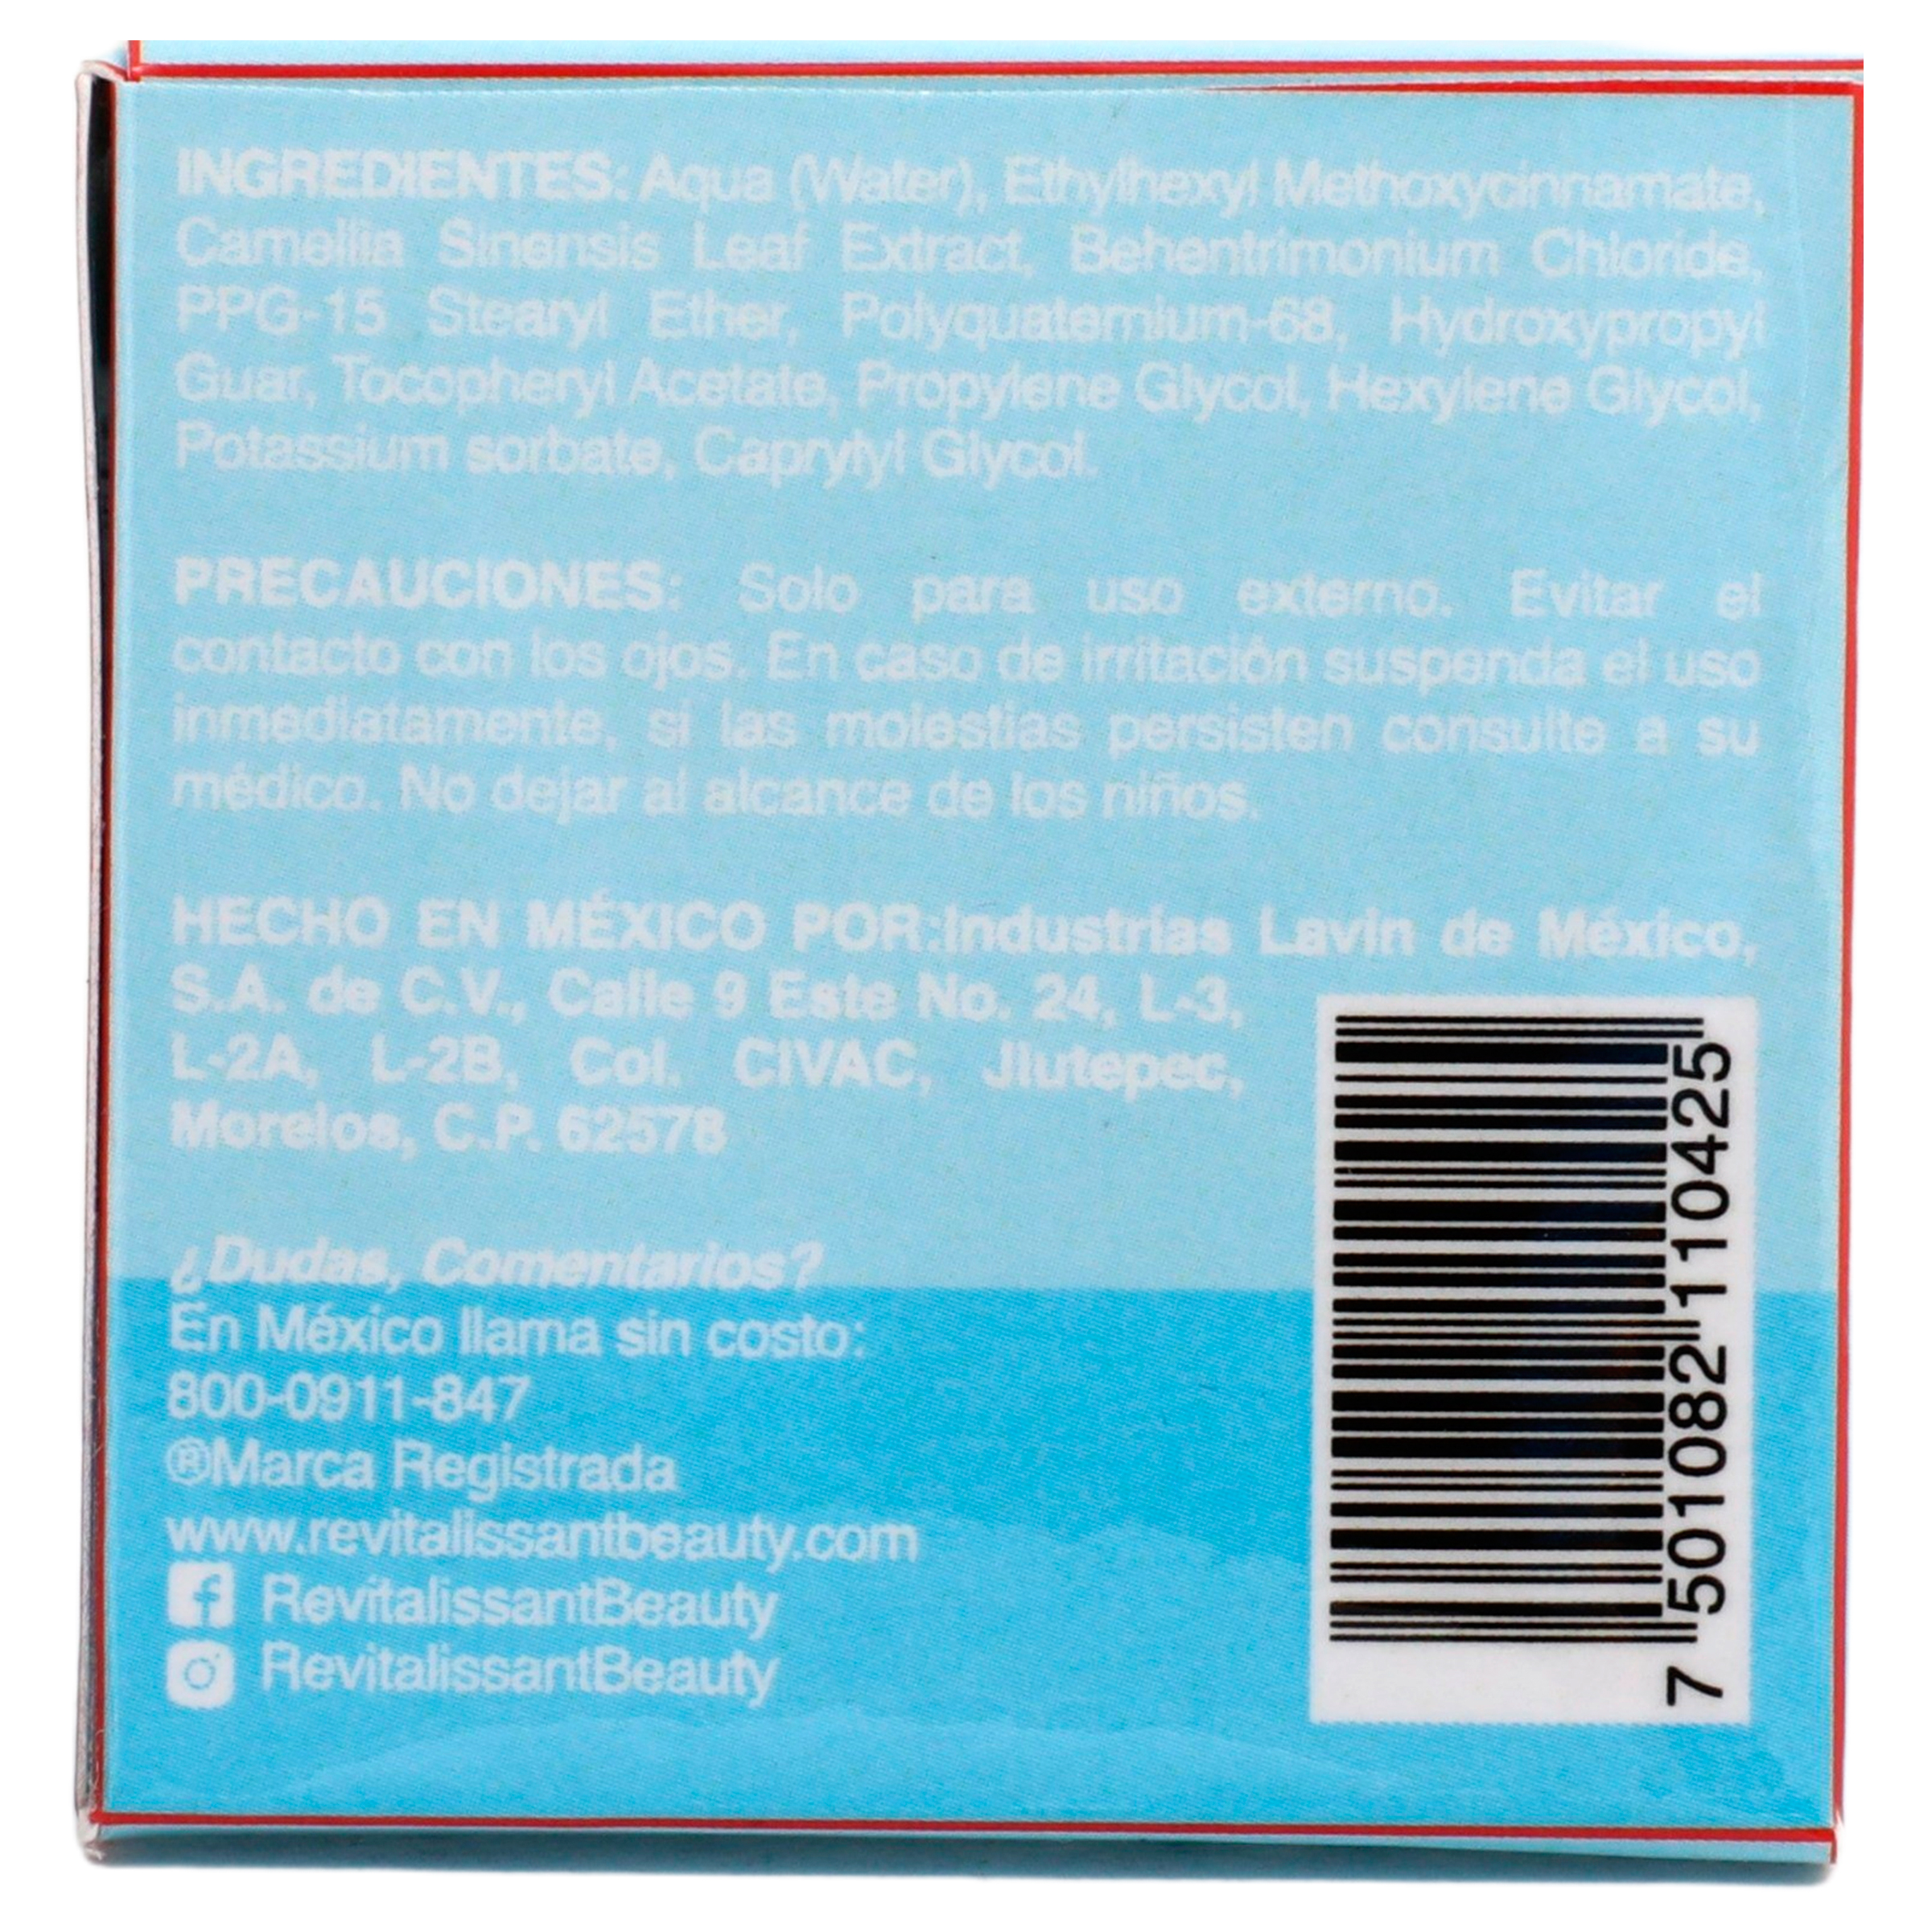 INGREDIENTES: Aqua (Water), Ethylhexyl Methoxycinnamate,
Camellia Sinensis Leaf Extract, Behentrimonium Chloride,
PPG-15 Stearyl Ether, Polyquaternium-68, Hydroxypropyl
Guar, Tocopheryl Acetate, Propylene Glycol, Hexylene Glycol,
Potassium sorbate, Caprylyl Glycol.
PRECAUCIONES: Solo para uso externo. Evitar el
contacto con los ojos. En caso de irritación suspenda el uso
inmediatamente, si las molestias persisten consulte a su
médico. No dejar al alcance de los niños.
HECHO EN MÉXICO POR:Industrias Lavin de México,
S.A. de C.V., Calle 9 Este No. 24, L-3,
L-2A, L-2B, Col. CIVAC, Jiutepec,
Morelos, C.P. 62578
¿Dudas, Comentarios?
En México llama sin costo:
800-0911-847
®Marca Registrada
www.revitalissantbeauty.com
RevitalissantBeauty
RevitalissantBeauty
7 501082 110425